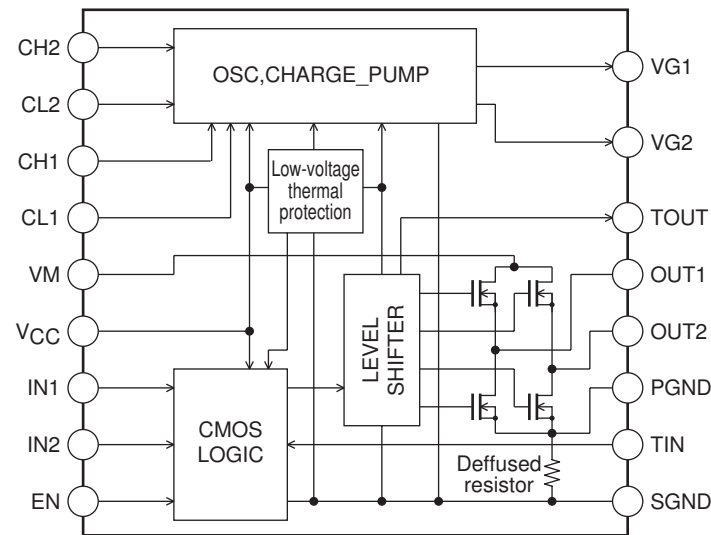 CH2
CL2
CH1
CL1
VM
VCC
IN1
IN2
EN
OSC,CHARGE_PUMP
Low-voltage
thermal
protection
LEVEL
SHIFTER
CMOS
LOGIC
Deffused
resistor
VG1
VG2
TOUT
OUT1
OUT2
PGND
TIN
SGND